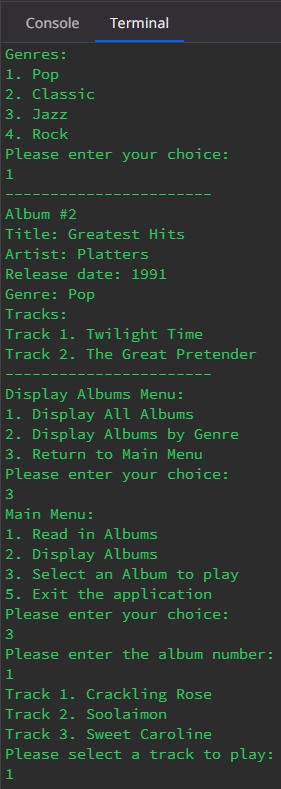 Console Terminal
Genres:
1. Pop
2. Classic
3. Jazz
4. Rock
Please enter your choice:
1
-----------------------
Album #2
Title: Greatest Hits
Artist: Platters
Release date: 1991
Genre: Pop
Tracks:
Track 1. Twilight Time
Track 2. The Great Pretender
-----------------------
Display Albums Menu:
1. Display All Albums
2. Display Albums by Genre
3. Return to Main Menu
Please enter your choice:
3
Main Menu:
1. Read in Albums
2. Display Albums
3. Select an Album to play
5. Exit the application
Please enter your choice:
3
Please enter the album number:
1
Track 1. Crackling Rose
Track 2. Soolaimon
Track 3. Sweet Caroline
Please select a track to play:
1